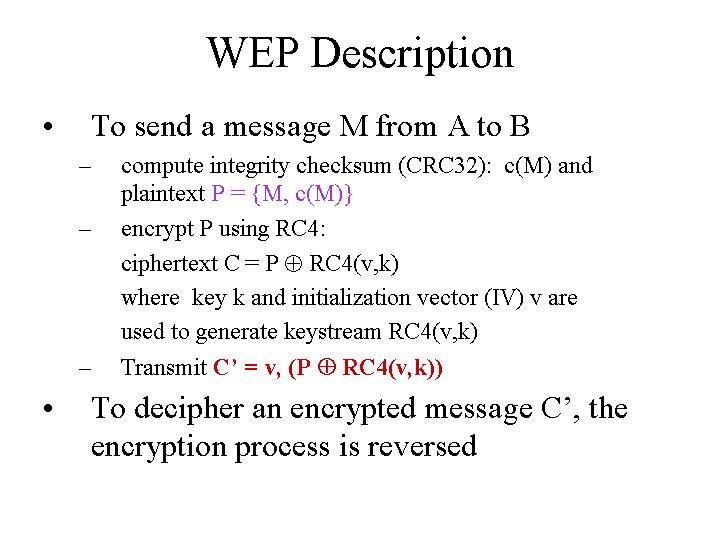 WEP Description
• To send a message M from A to B
– compute integrity checksum (CRC32): c(M) and
plaintext P = {M, c(M)}
– encrypt P using RC4:
ciphertext C = P ⊕ RC4(v,k)
where key k and initialization vector (IV) v are
used to generate keystream RC4(v,k)
– Transmit C’ = v, (P ⊕ RC4(v,k))
• To decipher an encrypted message C’, the
encryption process is reversed